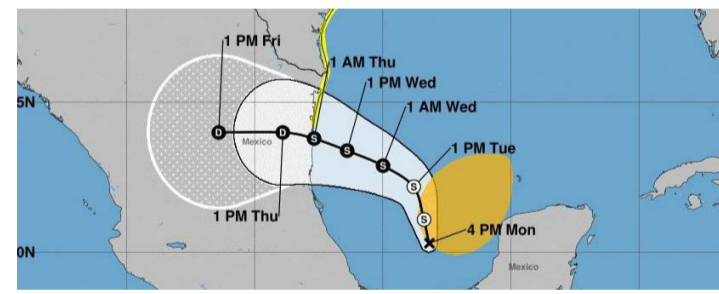 1 PM Fri
1 AM Thu
1 PM Wed
5N
1 AM Wed
D
D
S
Mexico
S
S
1 PM Tue
S
1 PM Thu
S
4 PM Mon
0N
Mexico